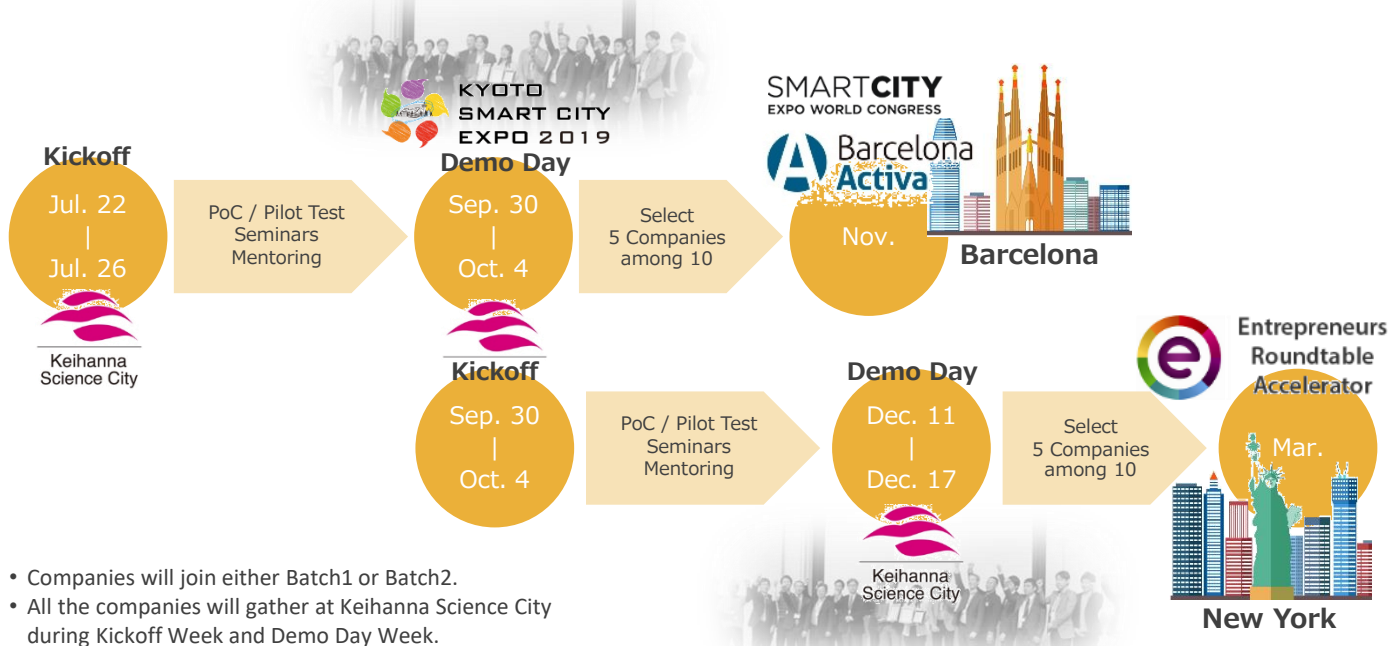 KYOTO
SMART CITY
EXPO 2019
SMARTCITY
EXPO WORLD CONGRESS
Barcelona
Activa
Kickoff
Jul. 22
|
Jul. 26
Keihanna
Science City
PoC / Pilot Test
Seminars
Mentoring
Demo Day
Sep. 30
|
Oct. 4
Select
5 Companies
among 10
Nov.
Barcelona
Kickoff
Sep. 30
|
Oct. 4
PoC / Pilot Test
Seminars
Mentoring
Demo Day
Dec. 11
|
Dec. 17
Keihanna
Science City
Select
5 Companies
among 10
e
Entrepreneurs
Roundtable
Accelerator
Mar.
New York
• Companies will join either Batch1 or Batch2.
• All the companies will gather at Keihanna Science City
during Kickoff Week and Demo Day Week.